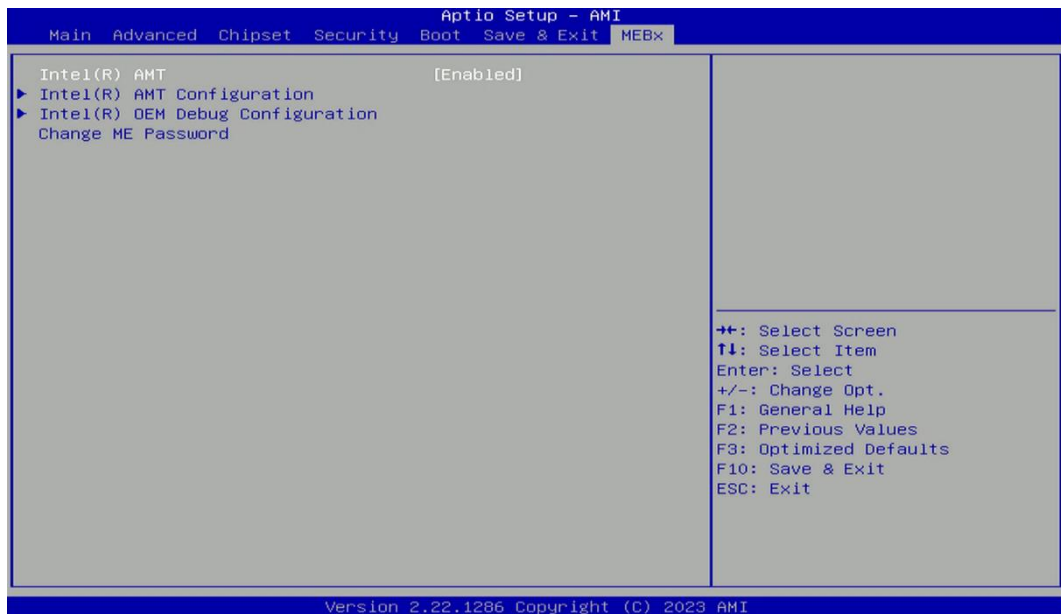 Aptio Setup - AMI
Main Advanced Chipset Security Boot Save & Exit MEBx
Intel(R) AMT [Enabled]
► Intel(R) AMT Configuration
► Intel(R) OEM Debug Configuration
Change ME Password
→←: Select Screen
↑↓: Select Item
Enter: Select
+/-: Change Opt.
F1: General Help
F2: Previous Values
F3: Optimized Defaults
F10: Save & Exit
ESC: Exit
Version 2.22.1286 Copyright (C) 2023 AMI